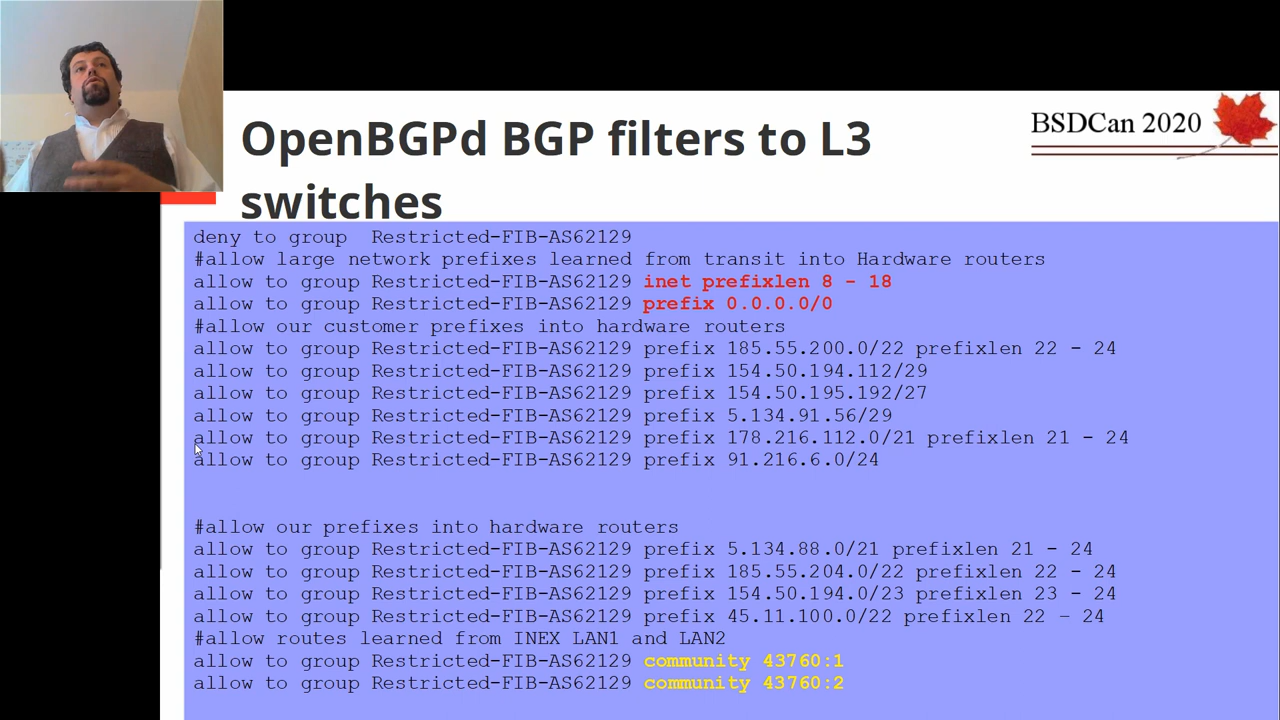 OpenBGPd BGP filters to L3
switches
BSDCan 2020
deny to group  Restricted-FIB-AS62129
#allow large network prefixes learned from transit into Hardware routers
allow to group Restricted-FIB-AS62129 inet prefixlen 8 - 18
allow to group Restricted-FIB-AS62129 prefix 0.0.0.0/0
#allow our customer prefixes into hardware routers
allow to group Restricted-FIB-AS62129 prefix 185.55.200.0/22 prefixlen 22 - 24
allow to group Restricted-FIB-AS62129 prefix 154.50.194.112/29
allow to group Restricted-FIB-AS62129 prefix 154.50.195.192/27
allow to group Restricted-FIB-AS62129 prefix 5.134.91.56/29
allow to group Restricted-FIB-AS62129 prefix 178.216.112.0/21 prefixlen 21 - 24
allow to group Restricted-FIB-AS62129 prefix 91.216.6.0/24
#allow our prefixes into hardware routers
allow to group Restricted-FIB-AS62129 prefix 5.134.88.0/21 prefixlen 21 - 24
allow to group Restricted-FIB-AS62129 prefix 185.55.204.0/22 prefixlen 22 - 24
allow to group Restricted-FIB-AS62129 prefix 154.50.194.0/23 prefixlen 23 - 24
allow to group Restricted-FIB-AS62129 prefix 45.11.100.0/22 prefixlen 22 – 24
#allow routes learned from INEX LAN1 and LAN2
allow to group Restricted-FIB-AS62129 community 43760:1
allow to group Restricted-FIB-AS62129 community 43760:2